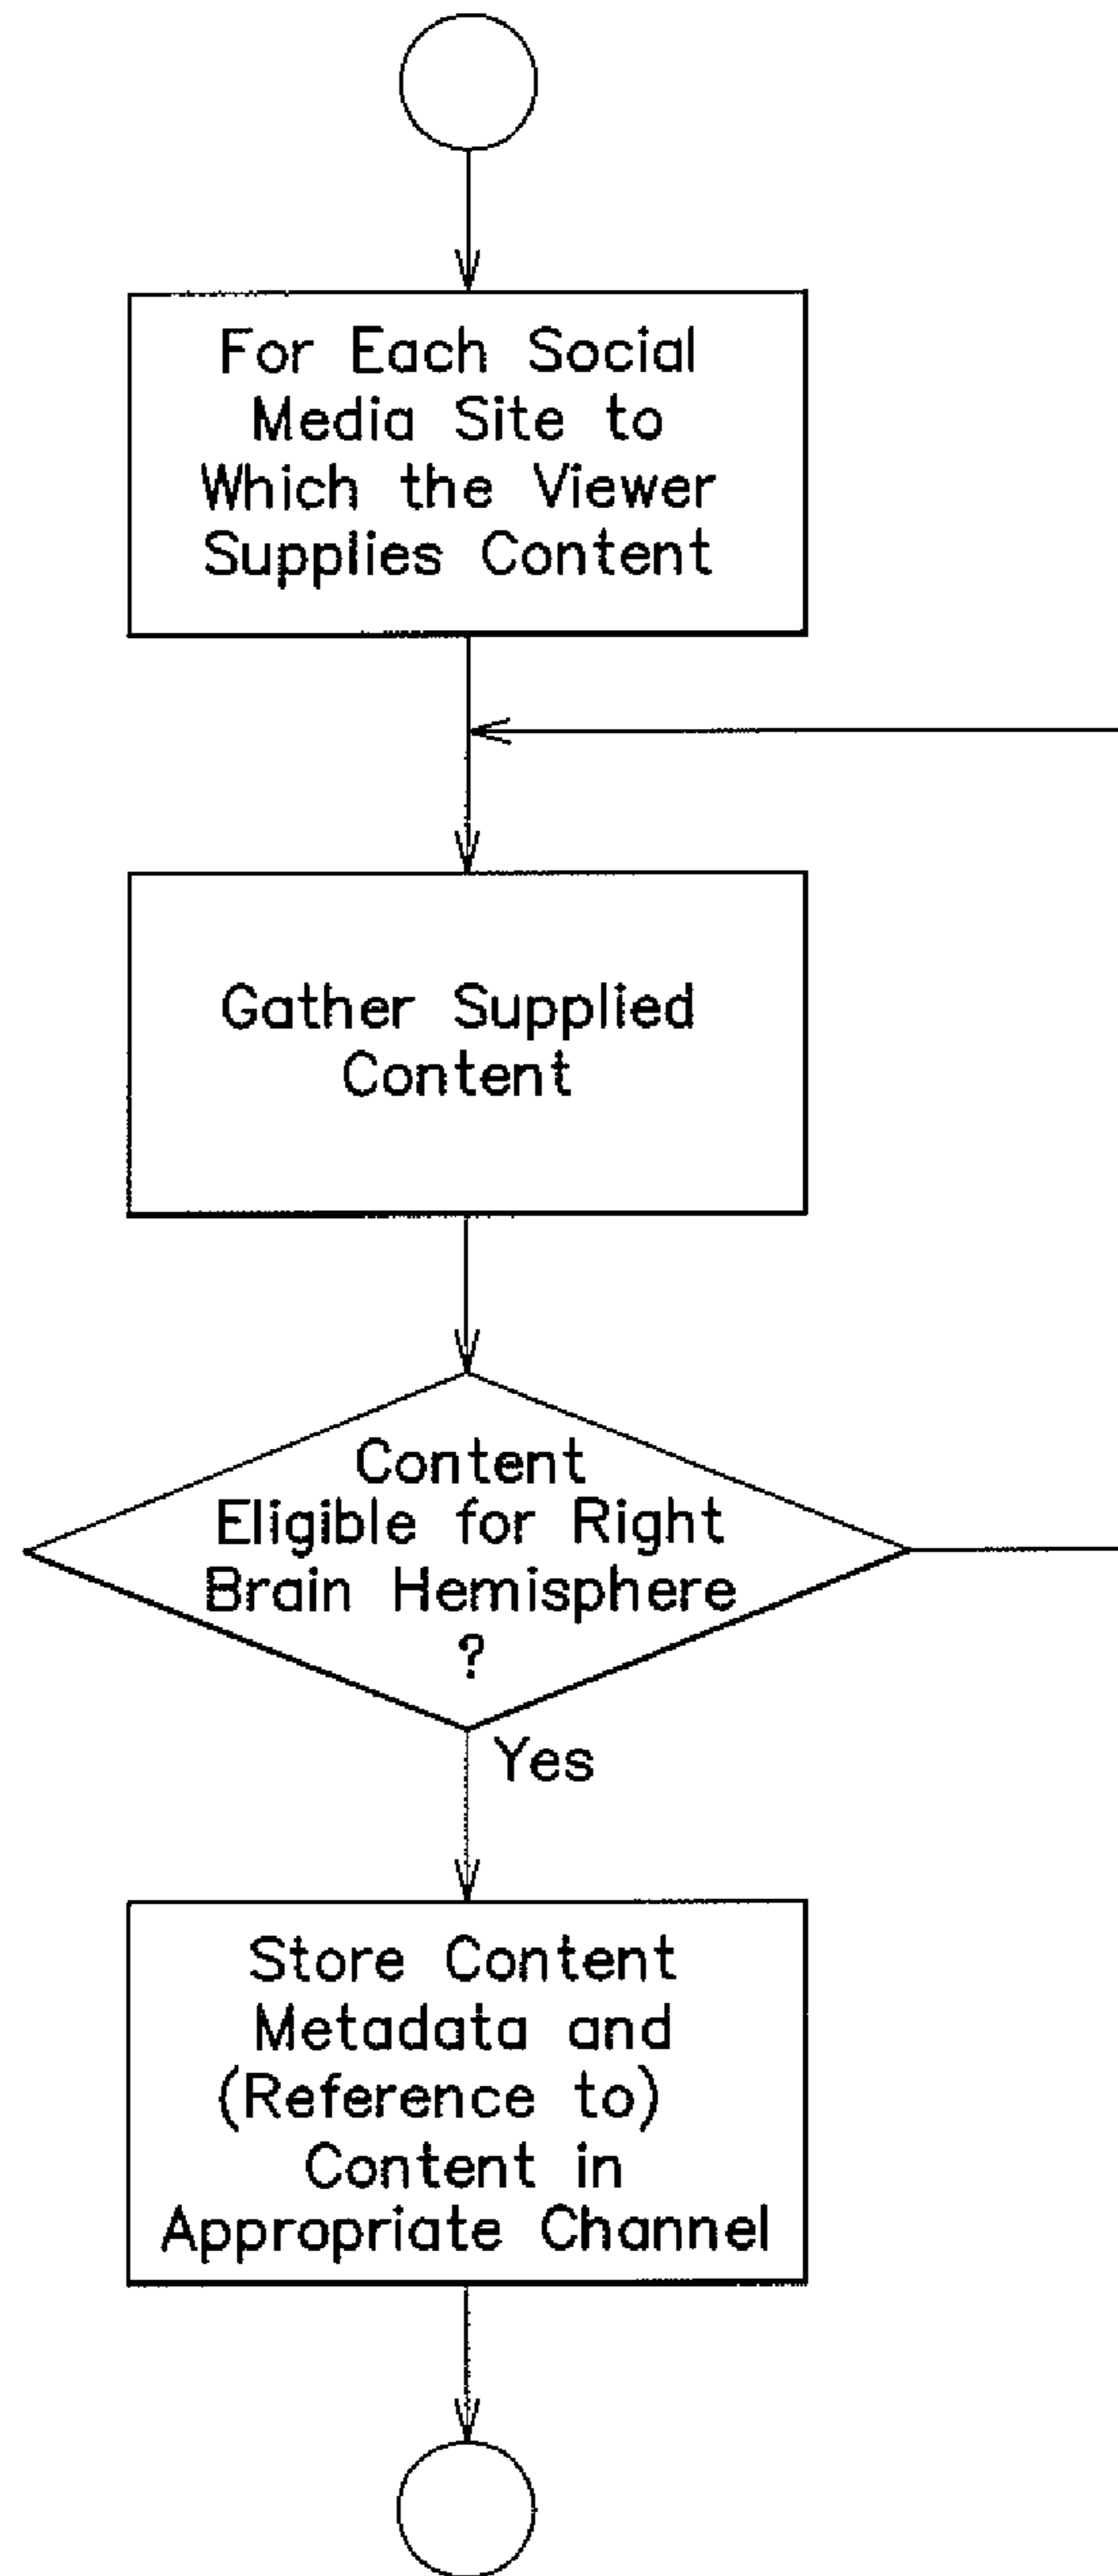 For Each Social
Media Site to
Which the Viewer
Supplies Content
Gather Supplied
Content
Content
Eligible for Right
Brain Hemisphere
?
Yes
Store Content
Metadata and
(Reference to)
Content in
Appropriate Channel